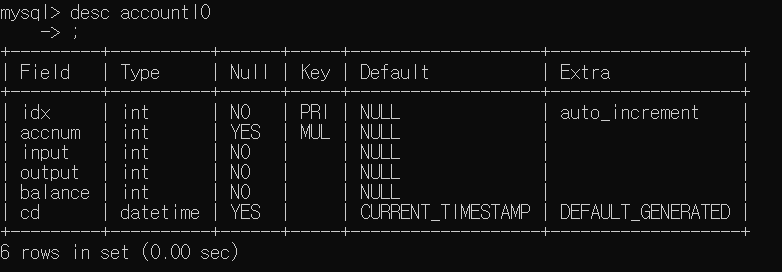 mysql> desc accountIO
    -> ;
+---------+----------+------+-----+-------------------+-------------------+
| Field   | Type     | Null | Key | Default           | Extra             |
+---------+----------+------+-----+-------------------+-------------------+
| idx     | int      | NO   | PRI | NULL              | auto_increment    |
| accnum  | int      | YES  | MUL | NULL              |                   |
| input   | int      | NO   |     | NULL              |                   |
| output  | int      | NO   |     | NULL              |                   |
| balance | int      | NO   |     | NULL              |                   |
| cd      | datetime | YES  |     | CURRENT_TIMESTAMP | DEFAULT_GENERATED |
+---------+----------+------+-----+-------------------+-------------------+
6 rows in set (0.00 sec)